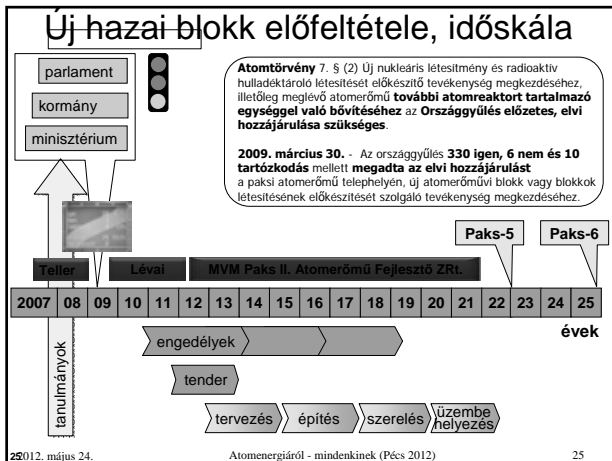 Új hazai blokk előfeltétele, időskála
parlament
kormány
minisztérium
Atomtörvény 7. § (2) Új nukleáris létesítmény és radioaktív
hulladéktároló létesítését előkészítő tevékenység megkezdéséhez,
illetőleg meglévő atomerőmű további atomreaktort tartalmazó
egységgel való bővítéséhez az Országgyűlés előzetes, elvi
hozzájárulása szükséges.
2009. március 30. - Az országgyűlés 330 igen, 6 nem és 10
tartózkodás mellett megadta az elvi hozzájárulást
a paksi atomerőmű telephelyén, új atomerőművi blokk vagy blokkok
létesítésének előkészítését szolgáló tevékenység megkezdéséhez.
Paks-5
Paks-6
Teller
Lévai
MVM Paks II. Atomerőmű Fejlesztő ZRt.
2007 08 09 10 11 12 13 14 15 16 17 18 19 20 21 22 23 24 25
évek
tanulmányok
engedélyek
tender
tervezés
építés
szerelés
üzembe
helyezés
25
2012. május 24.
Atomenergiáról - mindenkinek (Pécs 2012)
25